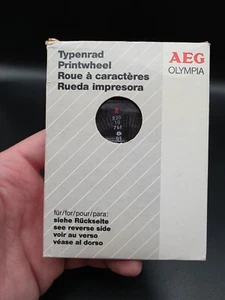 Typenrad
Printwheel
Roue à caractères
Rueda impresora
AEG
OLYMPIA
für/for/pour/para:
siehe Rückseite
see reverse side
voir au verso
véase al dorso